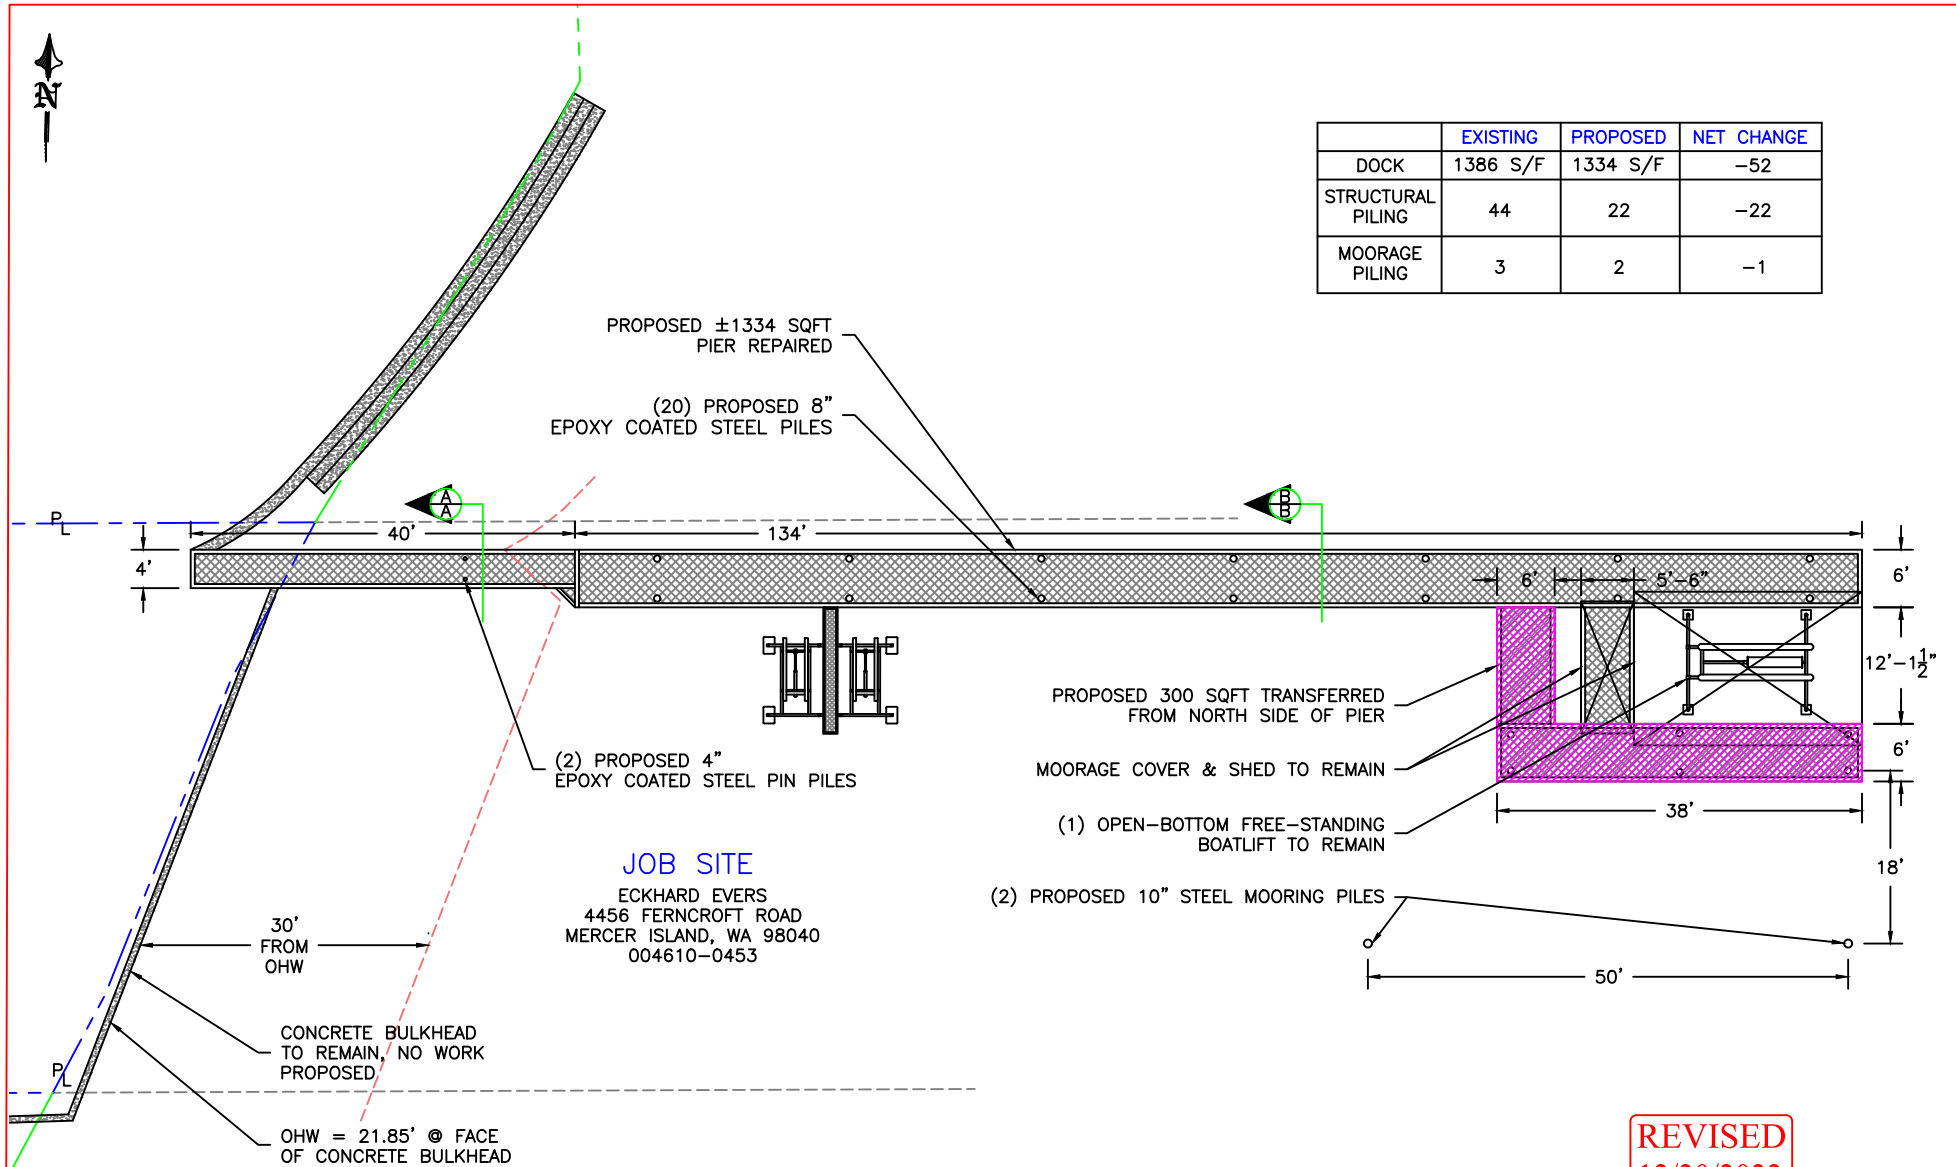 N
EXISTING PROPOSED NET CHANGE
DOCK 1386 S/F 1334 S/F −52
STRUCTURAL
PILING 44 22 −22
MOORAGE
PILING 3 2 −1
PROPOSED ±1334 SQFT
PIER REPAIRED
(20) PROPOSED 8”
EPOXY COATED STEEL PILES
A
A
B
B
PL
40’
134’
4’
6’
6’
5’−6”
12’−1½”
6’
PROPOSED 300 SQFT TRANSFERRED
FROM NORTH SIDE OF PIER
MOORAGE COVER & SHED TO REMAIN
(1) OPEN−BOTTOM FREE−STANDING
BOATLIFT TO REMAIN
38’
18’
(2) PROPOSED 10” STEEL MOORING PILES
50’
(2) PROPOSED 4”
EPOXY COATED STEEL PIN PILES
JOB SITE
ECKHARD EVERS
4456 FERNCROFT ROAD
MERCER ISLAND, WA 98040
004610−0453
30’
FROM
OHW
CONCRETE BULKHEAD
TO REMAIN, NO WORK
PROPOSED
PL
OHW = 21.85’ @ FACE
OF CONCRETE BULKHEAD
REVISED